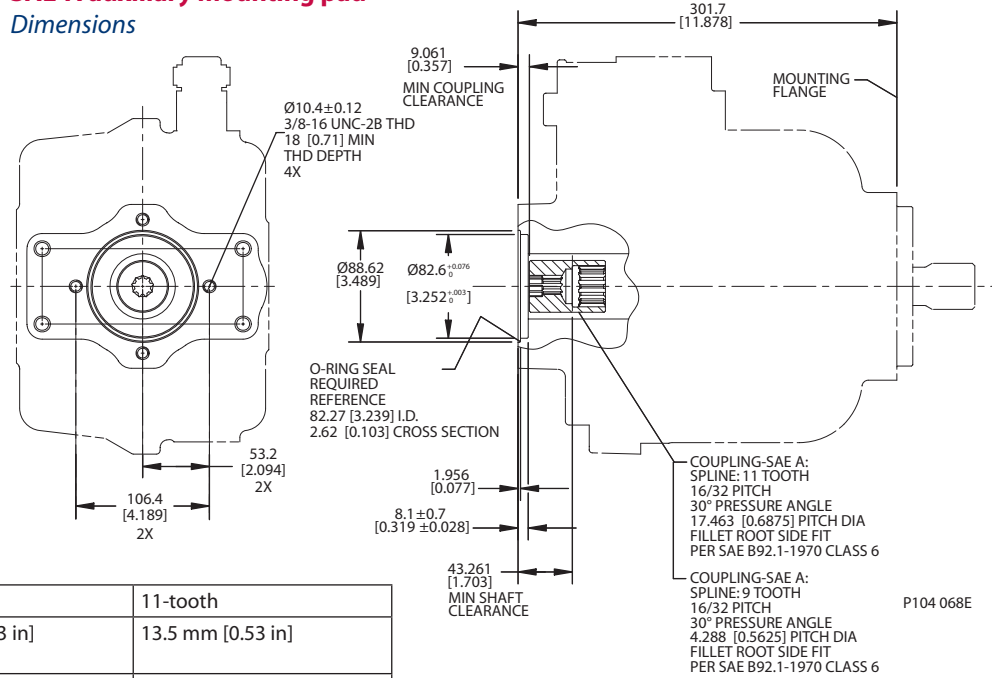 Dimensions
301.7
[11.878]
9.061
[0.357]
MIN COUPLING
CLEARANCE
MOUNTING
FLANGE
Ø10.4±0.12
3/8-16 UNC-2B THD
18 [0.71] MIN
THD DEPTH
4X
Ø88.62
[3.489]
Ø82.6 +0.076 0
[3.252 +.003 0]
O-RING SEAL
REQUIRED
REFERENCE
82.27 [3.239] I.D.
2.62 [0.103] CROSS SECTION
53.2
[2.094]
2X
106.4
[4.189]
2X
1.956
[0.077]
8.1±0.7
[0.319 ±0.028]
43.261
[1.703]
MIN SHAFT
CLEARANCE
COUPLING-SAE A:
SPLINE: 11 TOOTH
16/32 PITCH
30° PRESSURE ANGLE
17.463 [0.6875] PITCH DIA
FILLET ROOT SIDE FIT
PER SAE B92.1-1970 CLASS 6
COUPLING-SAE A:
SPLINE: 9 TOOTH
16/32 PITCH
30° PRESSURE ANGLE
4.288 [0.5625] PITCH DIA
FILLET ROOT SIDE FIT
PER SAE B92.1-1970 CLASS 6
P104 068E
11-tooth
in]
13.5 mm [0.53 in]